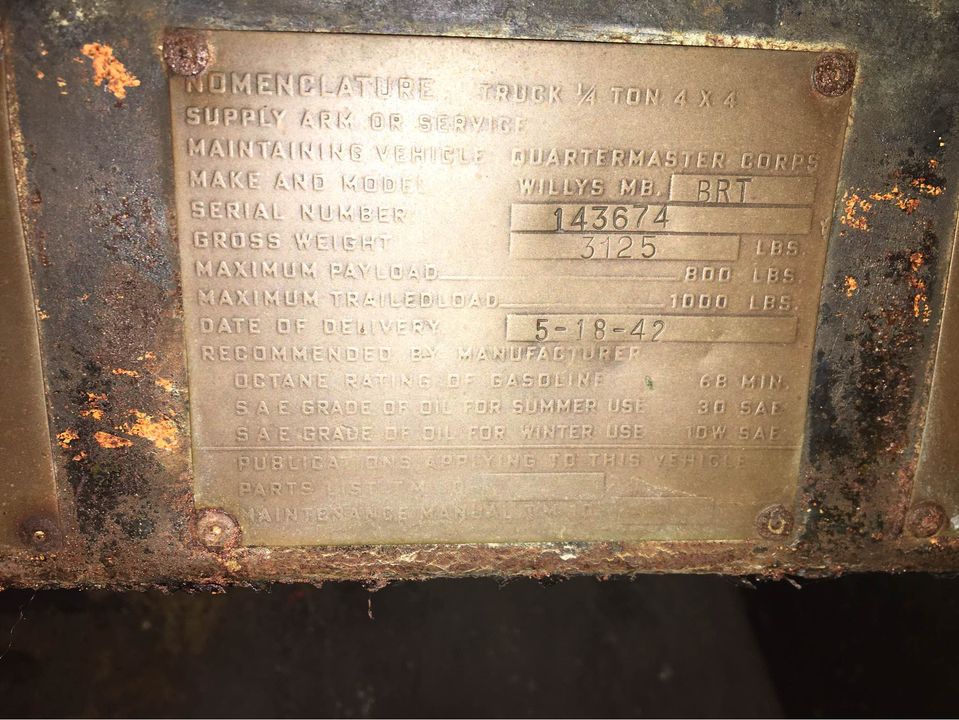 NOMENCLATURE TRUCK ¼ TON 4 X 4
SUPPLY ARM OR SERVICE
MAINTAINING VEHICLE QUARTERMASTER CORPS
MAKE AND MODEL WILLYS MB. BRT
SERIAL NUMBER 143674
GROSS WEIGHT 3125 LBS.
MAXIMUM PAYLOAD 800 LBS.
MAXIMUM TRAILEDLOAD 1000 LBS.
DATE OF DELIVERY 5-18-42
RECOMMENDED BY MANUFACTURER
OCTANE RATING OF GASOLINE 68 MIN.
S A E GRADE OF OIL FOR SUMMER USE 30 SAE
S A E GRADE OF OIL FOR WINTER USE 10W SAE
PUBLICATIONS APPLYING TO THIS VEHICLE
PARTS LIST
MAINTENANCE MANUAL